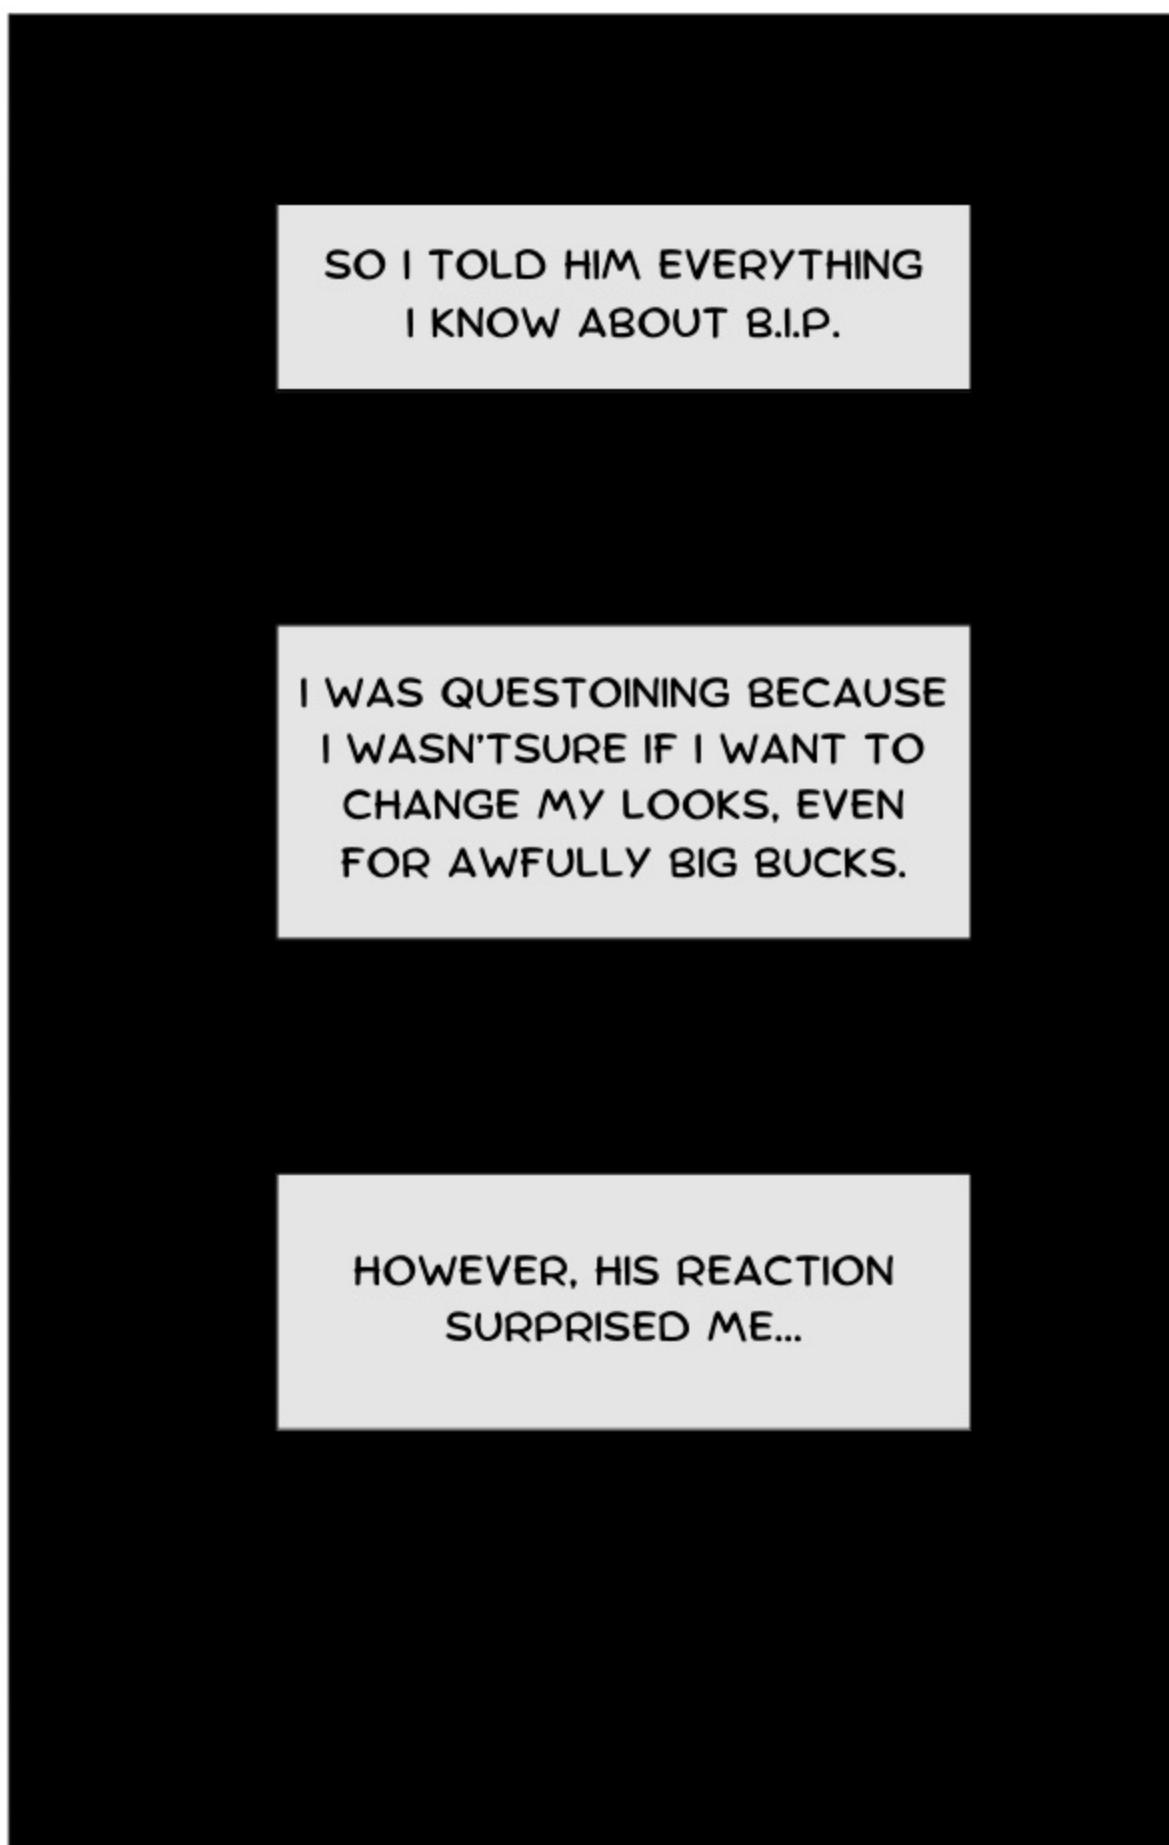 SO I TOLD HIM EVERYTHING
I KNOW ABOUT B.I.P.
I WAS QUESTOINING BECAUSE
I WASN'TSURE IF I WANT TO
CHANGE MY LOOKS, EVEN
FOR AWFULLY BIG BUCKS.
HOWEVER, HIS REACTION
SURPRISED ME...